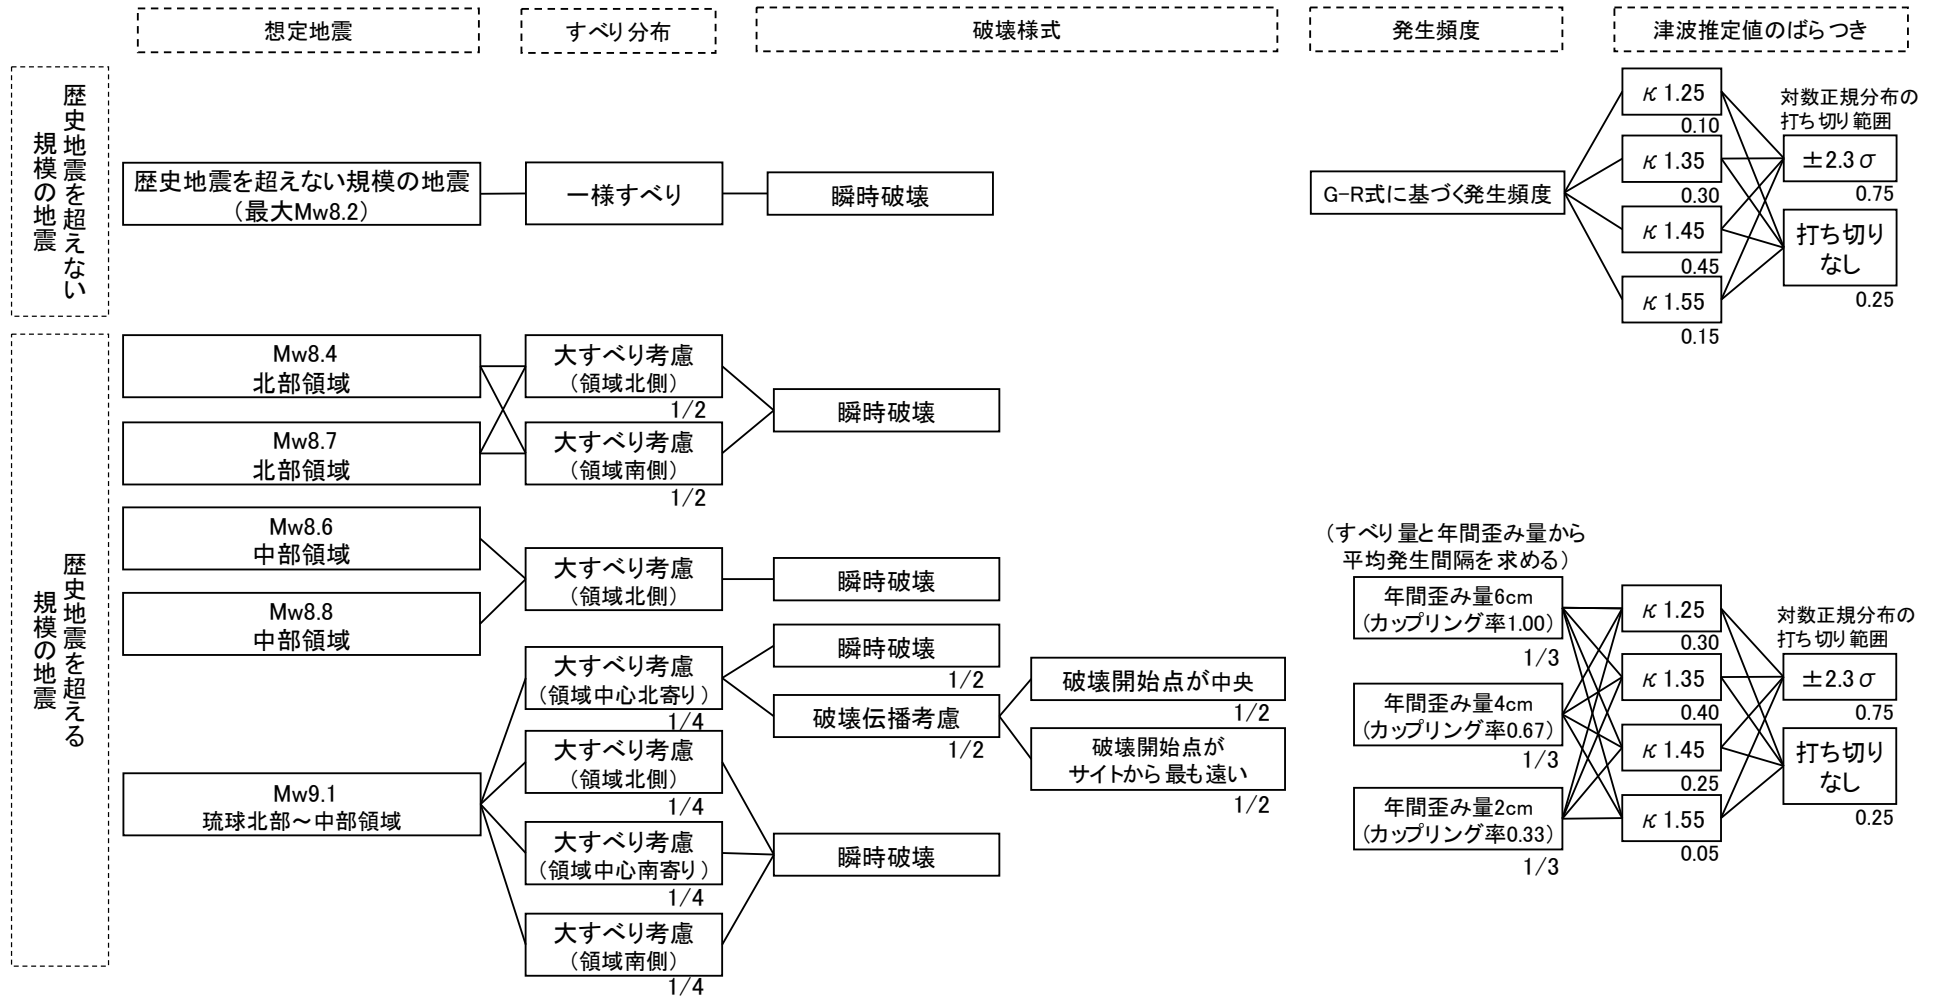 想定地震
すべり分布
破壊様式
発生頻度
津波推定値のばらつき
歴史地震を超えない
規模の地震
歴史地震を超えない規模の地震
（最大Mw8.2）
一様すべり
瞬時破壊
G-R式に基づく発生頻度
κ 1.25
0.10
κ 1.35
0.30
κ 1.45
0.45
κ 1.55
0.15
対数正規分布の
打ち切り範囲
±2.3σ
0.75
打ち切り
なし
0.25
歴史地震を超える
規模の地震
Mw8.4
北部領域
Mw8.7
北部領域
大すべり考慮
（領域北側）
1/2
大すべり考慮
（領域南側）
1/2
瞬時破壊
Mw8.6
中部領域
Mw8.8
中部領域
大すべり考慮
（領域北側）
瞬時破壊
Mw9.1
琉球北部～中部領域
大すべり考慮
（領域中心北寄り）
1/4
大すべり考慮
（領域北側）
1/4
大すべり考慮
（領域中心南寄り）
1/4
大すべり考慮
（領域南側）
1/4
瞬時破壊
1/2
破壊伝播考慮
1/2
破壊開始点が中央
1/2
破壊開始点が
サイトから最も遠い
1/2
瞬時破壊
（すべり量と年間歪み量から
平均発生間隔を求める）
年間歪み量6cm
(カップリング率1.00)
1/3
年間歪み量4cm
(カップリング率0.67)
1/3
年間歪み量2cm
(カップリング率0.33)
1/3
κ 1.25
0.30
κ 1.35
0.40
κ 1.45
0.25
κ 1.55
0.05
対数正規分布の
打ち切り範囲
±2.3σ
0.75
打ち切り
なし
0.25